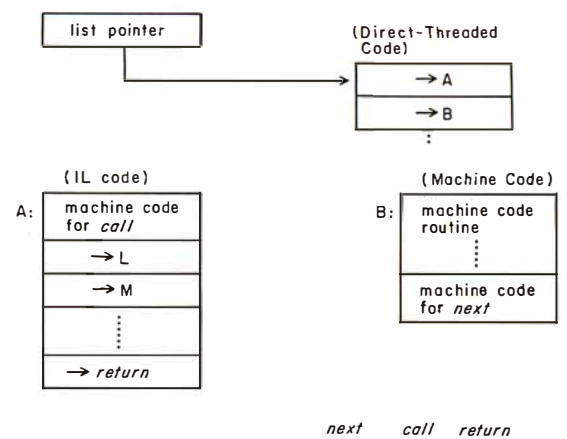 list pointer
(Direct-Threaded
Code)
→ A
→ B
(IL code)
A:
machine code
for call
→ L
→ M
→ return
(Machine Code)
B:
machine code
routine
machine code
for next
next call return